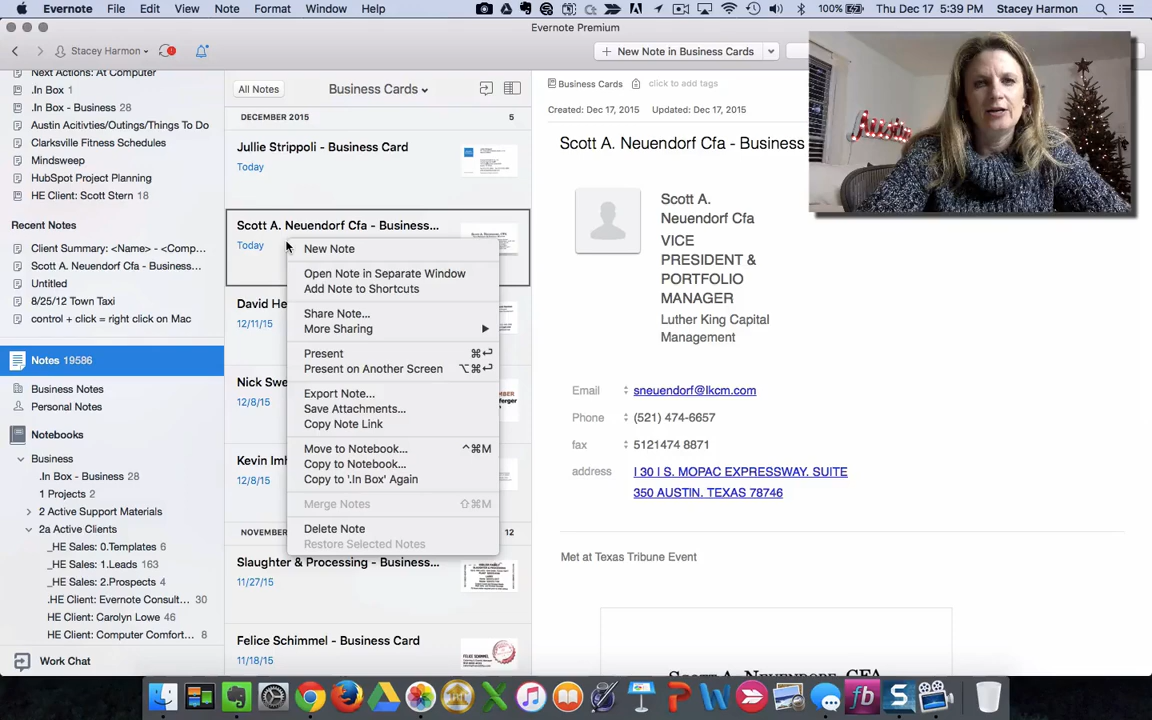 Evernote File Edit View Note Format Window Help 100% Thu Dec 17 5:39 PM Stacey Harmon
Evernote Premium
Stacey Harmon
+ New Note in Business Cards
Next Actions: At Computer
.In Box 1
.In Box - Business 28
Austin Acitivties/Outings/Things To Do
Clarksville Fitness Schedules
Mindsweep
HubSpot Project Planning
HE Client: Scott Stern 18
Recent Notes
Client Summary: <Name> - <Comp...
Scott A. Neuendorf Cfa - Business...
Untitled
8/25/12 Town Taxi
control + click = right click on Mac
Notes 19586
Business Notes
Personal Notes
Notebooks
Business
.In Box - Business 28
1 Projects 2
2 Active Support Materials
2a Active Clients
_HE Sales: 0.Templates 6
_HE Sales: 1.Leads 163
_HE Sales: 2.Prospects 4
.HE Client: Evernote Consult... 30
HE Client: Carolyn Lowe 46
HE Client: Computer Comfort... 8
Work Chat
All Notes
Business Cards
DECEMBER 2015 5
Jullie Strippoli - Business Card
Today
Scott A. Neuendorf Cfa - Business...
Today
David He
12/11/15
Nick Swe
12/8/15
Kevin Imh
12/8/15
NOVEMBER 12
Slaughter & Processing - Business...
11/27/15
Felice Schimmel - Business Card
11/18/15
New Note
Open Note in Separate Window
Add Note to Shortcuts
Share Note...
More Sharing
Present ⌘↩
Present on Another Screen ⌥⌘↩
Export Note...
Save Attachments...
Copy Note Link
Move to Notebook... ^⌘M
Copy to Notebook...
Copy to '.In Box' Again
Merge Notes ⇧⌘M
Delete Note
Restore Selected Notes
Business Cards click to add tags
Created: Dec 17, 2015 Updated: Dec 17, 2015
Scott A. Neuendorf Cfa - Business
Scott A.
Neuendorf Cfa
VICE
PRESIDENT &
PORTFOLIO
MANAGER
Luther King Capital
Management
Email sneuendorf@lkcm.com
Phone (521) 474-6657
fax 5121474 8871
address | 30 | S. MOPAC EXPRESSWAY. SUITE
350 AUSTIN. TEXAS 78746
Met at Texas Tribune Event
Scott A. Neuendorf, CFA
Austin